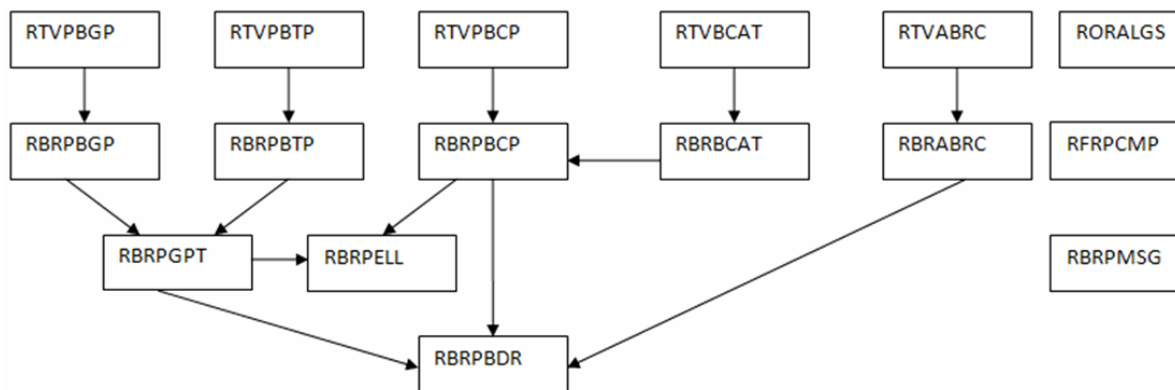 RTVPBGP
RTVPBTP
RTVPBCP
RTVBCAT
RTVABRC
RORALGS
RBRPBGP
RBRPBTP
RBRPBCP
RBRBCAT
RBRABRC
RFRPCMP
RBRPGPT
RBRPELL
RBRPMSG
RBRPBDR